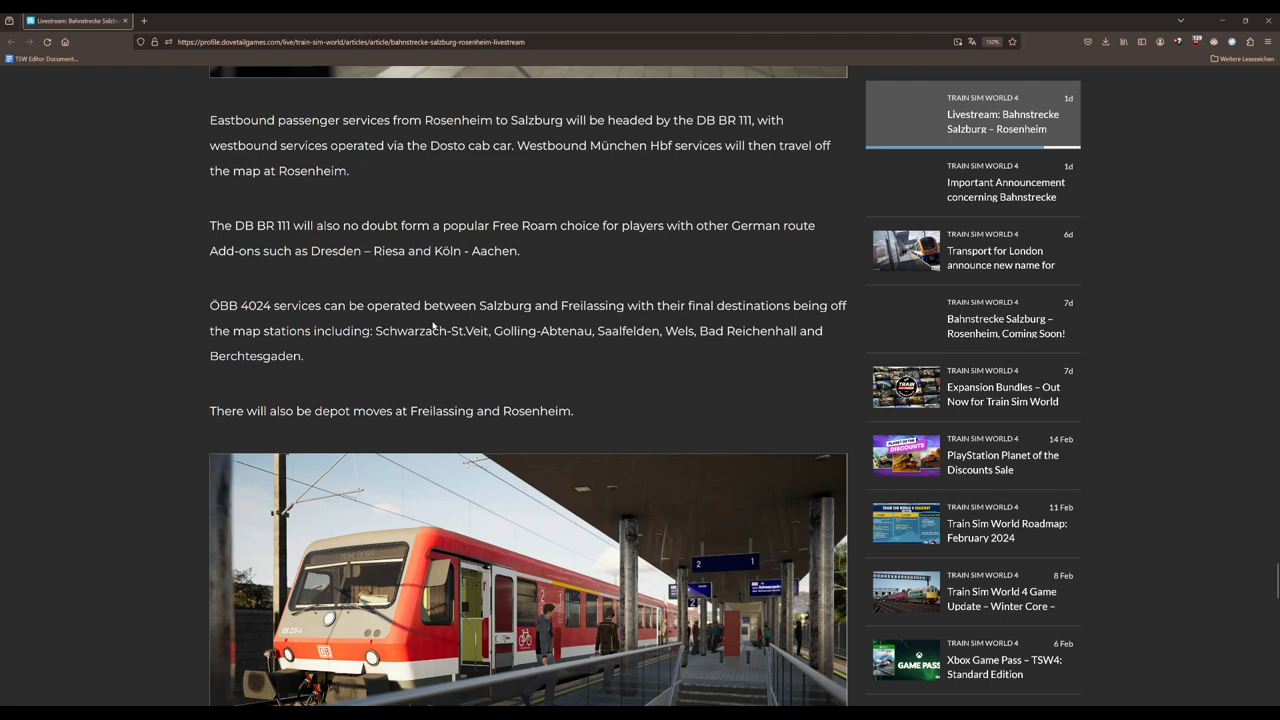 Livestream: Bahnstrecke Salzb
https://profile.dovetailgames.com/live/train-sim-world/articles/article/bahnstrecke-salzburg-rosenheim-livestream
150%
TSW Editor Document...
Weitere Lesezeichen
Eastbound passenger services from Rosenheim to Salzburg will be headed by the DB BR 111, with
westbound services operated via the Dosto cab car. Westbound München Hbf services will then travel off
the map at Rosenheim.
The DB BR 111 will also no doubt form a popular Free Roam choice for players with other German route
Add-ons such as Dresden – Riesa and Köln - Aachen.
ÖBB 4024 services can be operated between Salzburg and Freilassing with their final destinations being off
the map stations including: Schwarzach-St.Veit, Golling-Abtenau, Saalfelden, Wels, Bad Reichenhall and
Berchtesgaden.
There will also be depot moves at Freilassing and Rosenheim.
MÜHLDORF
DB
2 1
2
TRAIN SIM WORLD 4 1d
Livestream: Bahnstrecke
Salzburg – Rosenheim
TRAIN SIM WORLD 4 1d
Important Announcement
concerning Bahnstrecke
TRAIN SIM WORLD 4 6d
Transport for London
announce new name for
TRAIN SIM WORLD 4 7d
Bahnstrecke Salzburg –
Rosenheim, Coming Soon!
TRAIN SIM WORLD 4 7d
Expansion Bundles – Out
Now for Train Sim World
TRAIN SIM WORLD 4 14 Feb
PlayStation Planet of the
Discounts Sale
PLANET OF THE
DISCOUNTS
TRAIN SIM WORLD 4 11 Feb
Train Sim World Roadmap:
February 2024
TRAIN SIM WORLD 4 8 Feb
Train Sim World 4 Game
Update – Winter Core –
TRAIN SIM WORLD 4 6 Feb
Xbox Game Pass – TSW4:
Standard Edition
GAME PASS